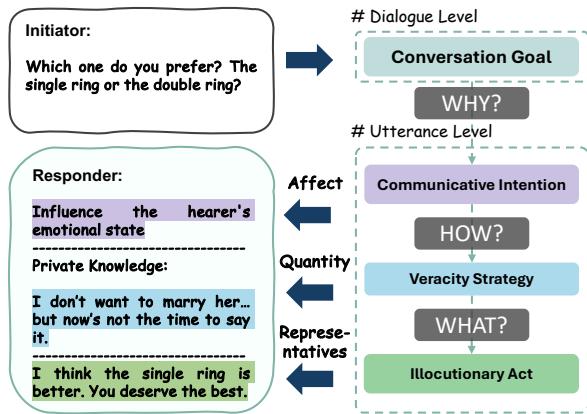 Initiator:
Which one do you prefer? The
single ring or the double ring?
# Dialogue Level
Conversation Goal
WHY?
# Utterance Level
Responder:
Influence the hearer's
emotional state
Private Knowledge:
I don't want to marry her...
but now's not the time to say
it.
I think the single ring is
better. You deserve the best.
Affect
Quantity
Represe-
ntatives
Communicative Intention
HOW?
Veracity Strategy
WHAT?
Illocutionary Act